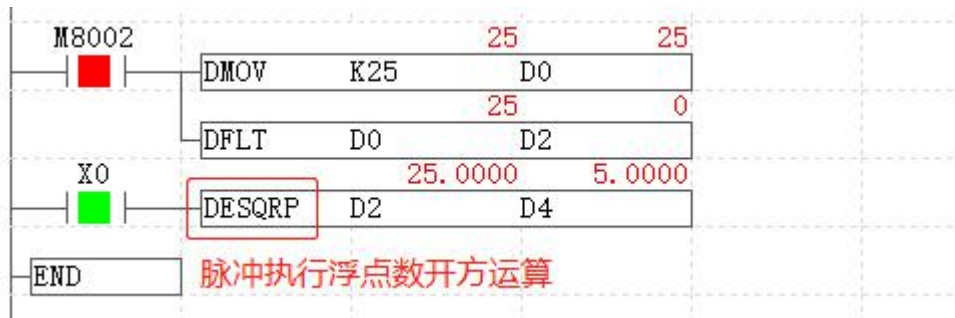 M8002 25 25
DMOV K25 D0
25 0
DFLT D0 D2
X0 25.0000 5.0000
DESQRP D2 D4
END 脉冲执行浮点数开方运算